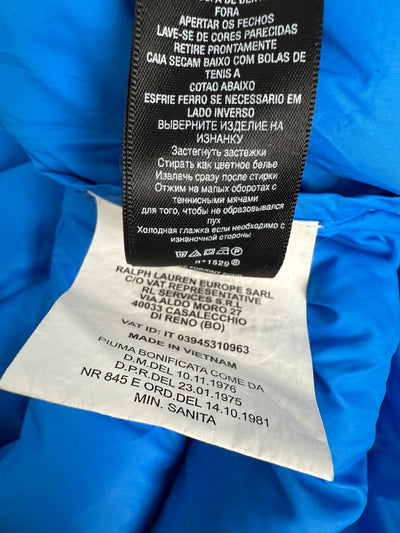 FORA
APERTAR OS FECHOS
LAVE-SE DE CORES PARECIDAS
RETIRE PRONTAMENTE
CAIA SECAM BAIXO COM BOLAS DE
TENIS A
COTAO ABAIXO
ESFRIE FERRO SE NECESSARIO EM
LADO INVERSO
ВЫВЕРНИТЕ ИЗДЕЛИЕ НА
ИЗНАНКУ
Застегнуть застежки
Стирать как цветное белье
Извлечь сразу после стирки
Отжим на малых оборотах с
теннисными мячами
для того, чтобы не образовывался
пух
Холодная глажка если необходимо с
изнаночной стороны
RALPH LAUREN EUROPE SARL
C/O VAT REPRESENTATIVE
RL SERVICES S.R.L
VIA ALDO MORO 27
40033 CASALECCHIO
DI RENO (BO)
VAT ID: IT 03945310963
MADE IN VIETNAM
PIUMA BONIFICATA COME DA
D.M.DEL 10.11.1976
D.P.R.DEL 23.01.1975
NR 845 E ORD.DEL 14.10.1981
MIN. SANITA